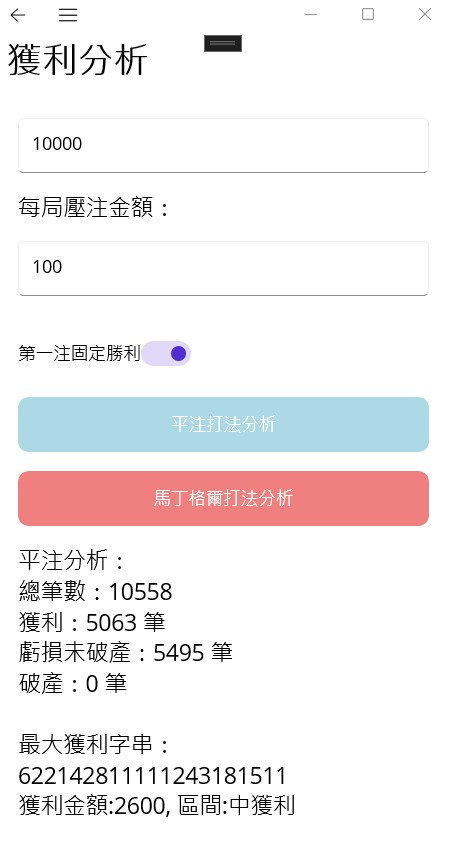 獲利分析
10000
每局壓注金額：
100
第一注固定勝利
平注打法分析
馬丁格爾打法分析
平注分析：
總筆數：10558
獲利：5063 筆
虧損未破產：5495 筆
破產：0 筆
最大獲利字串：
622142811111243181511
獲利金額:2600, 區間:中獲利